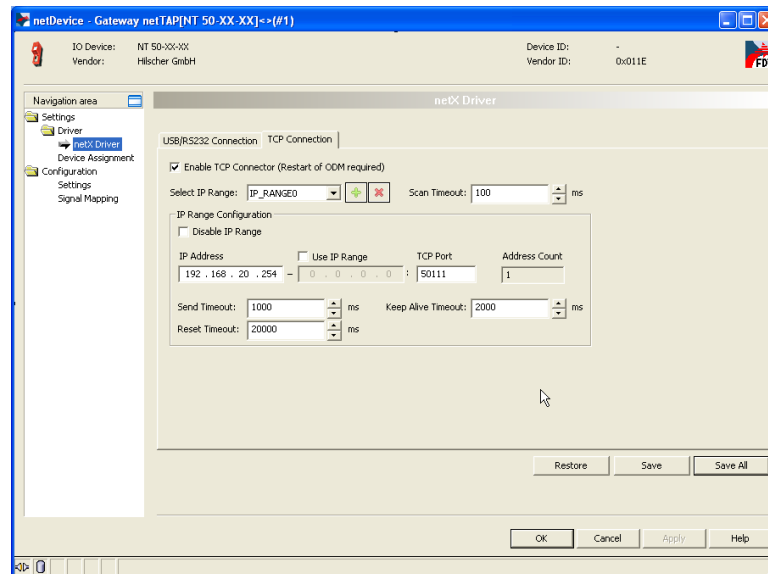 netDevice - Gateway netTAP[NT 50-XX-XX]<>(#1)
IO Device: NT 50-XX-XX Device ID: -
Vendor: Hilscher GmbH Vendor ID: 0x011E
FD
Navigation area
netX Driver
Settings
Driver
netX Driver
Device Assignment
Configuration
Settings
Signal Mapping
USB/RS232 Connection TCP Connection
Enable TCP Connector (Restart of ODM required)
Select IP Range: IP_RANGE0 Scan Timeout: 100 ms
IP Range Configuration
Disable IP Range
IP Address Use IP Range TCP Port Address Count
192 . 168 . 20 . 254 – 0 . 0 . 0 . 0 : 50111 1
Send Timeout: 1000 ms Keep Alive Timeout: 2000 ms
Reset Timeout: 20000 ms
Restore Save Save All
OK Cancel Apply Help